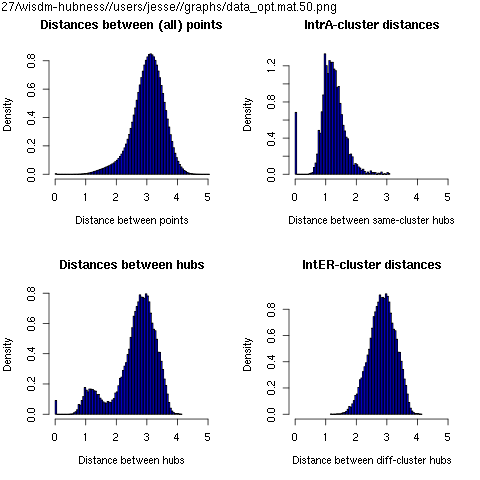 27/wisdm-hubness//users/jesse//graphs/data_opt.mat.50.png
Distances between (all) points
Density
0.0 0.2 0.4 0.6 0.8
0 1 2 3 4 5
Distance between points
IntrA-cluster distances
Density
0.0 0.4 0.8 1.2
0 1 2 3 4 5
Distance between same-cluster hubs
Distances between hubs
Density
0.0 0.2 0.4 0.6 0.8
0 1 2 3 4 5
Distance between hubs
IntER-cluster distances
Density
0.0 0.2 0.4 0.6 0.8
0 1 2 3 4 5
Distance between diff-cluster hubs